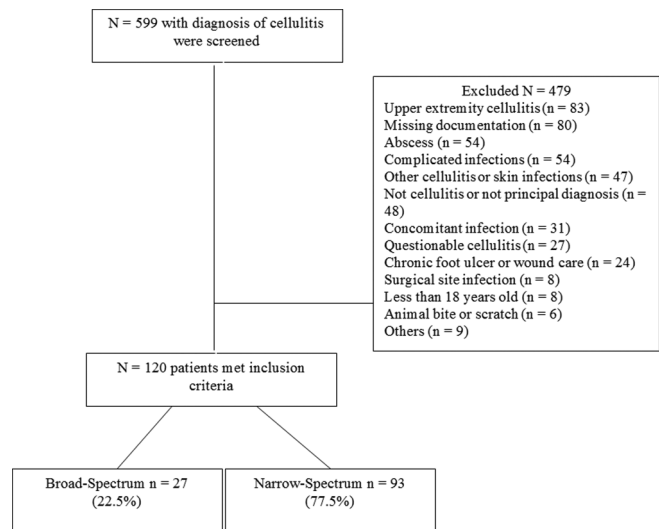 N = 599 with diagnosis of cellulitis
were screened
Excluded N = 479
Upper extremity cellulitis (n = 83)
Missing documentation (n = 80)
Abscess (n = 54)
Complicated infections (n = 54)
Other cellulitis or skin infections (n = 47)
Not cellulitis or not principal diagnosis (n =
48)
Concomitant infection (n = 31)
Questionable cellulitis (n = 27)
Chronic foot ulcer or wound care (n = 24)
Surgical site infection (n = 8)
Less than 18 years old (n = 8)
Animal bite or scratch (n = 6)
Others (n = 9)
N = 120 patients met inclusion
criteria
Broad-Spectrum n = 27
(22.5%)
Narrow-Spectrum n = 93
(77.5%)